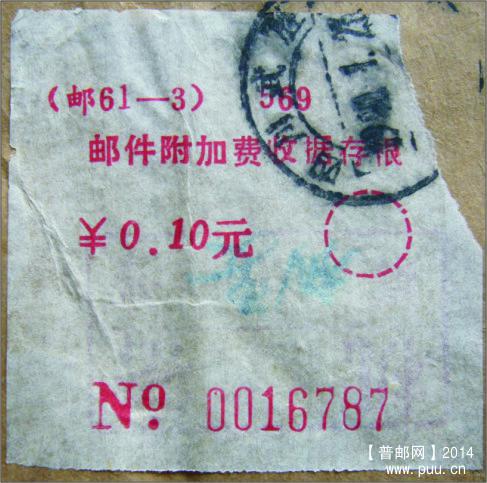 （邮61—3） 569
邮件附加费收据存根
￥0.10元
No. 0016787
【普邮网】2014
www.puu.cn